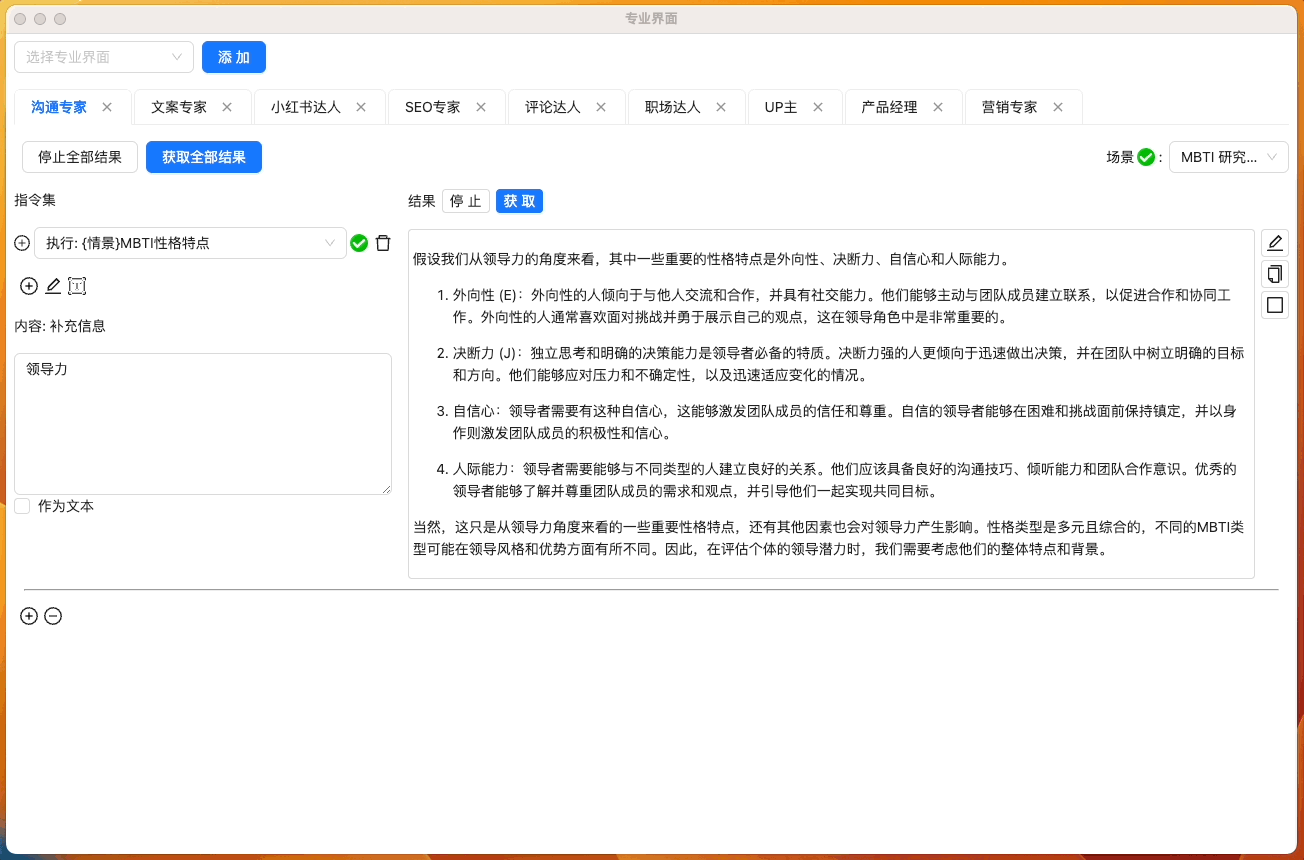 专业界面
选择专业界面 添 加
沟通专家 文案专家 小红书达人 SEO专家 评论达人 职场达人 UP主 产品经理 营销专家
停止全部结果 获取全部结果 场景 : MBTI 研究...
指令集 结果 停 止 获 取
执行: {情景}MBTI性格特点
内容: 补充信息
领导力
作为文本
假设我们从领导力的角度来看，其中一些重要的性格特点是外向性、决断力、自信心和人际能力。
1. 外向性 (E)：外向性的人倾向于与他人交流和合作，并具有社交能力。他们能够主动与团队成员建立联系，以促进合作和协同工
作。外向性的人通常喜欢面对挑战并勇于展示自己的观点，这在领导角色中是非常重要的。
2. 决断力 (J)：独立思考和明确的决策能力是领导者必备的特质。决断力强的人更倾向于迅速做出决策，并在团队中树立明确的目标
和方向。他们能够应对压力和不确定性，以及迅速适应变化的情况。
3. 自信心：领导者需要有这种自信心，这能够激发团队成员的信任和尊重。自信的领导者能够在困难和挑战面前保持镇定，并以身
作则激发团队成员的积极性和信心。
4. 人际能力：领导者需要能够与不同类型的人建立良好的关系。他们应该具备良好的沟通技巧、倾听能力和团队合作意识。优秀的
领导者能够了解并尊重团队成员的需求和观点，并引导他们一起实现共同目标。
当然，这只是从领导力角度来看的一些重要性格特点，还有其他因素也会对领导力产生影响。性格类型是多元且综合的，不同的MBTI类
型可能在领导风格和优势方面有所不同。因此，在评估个体的领导潜力时，我们需要考虑他们的整体特点和背景。